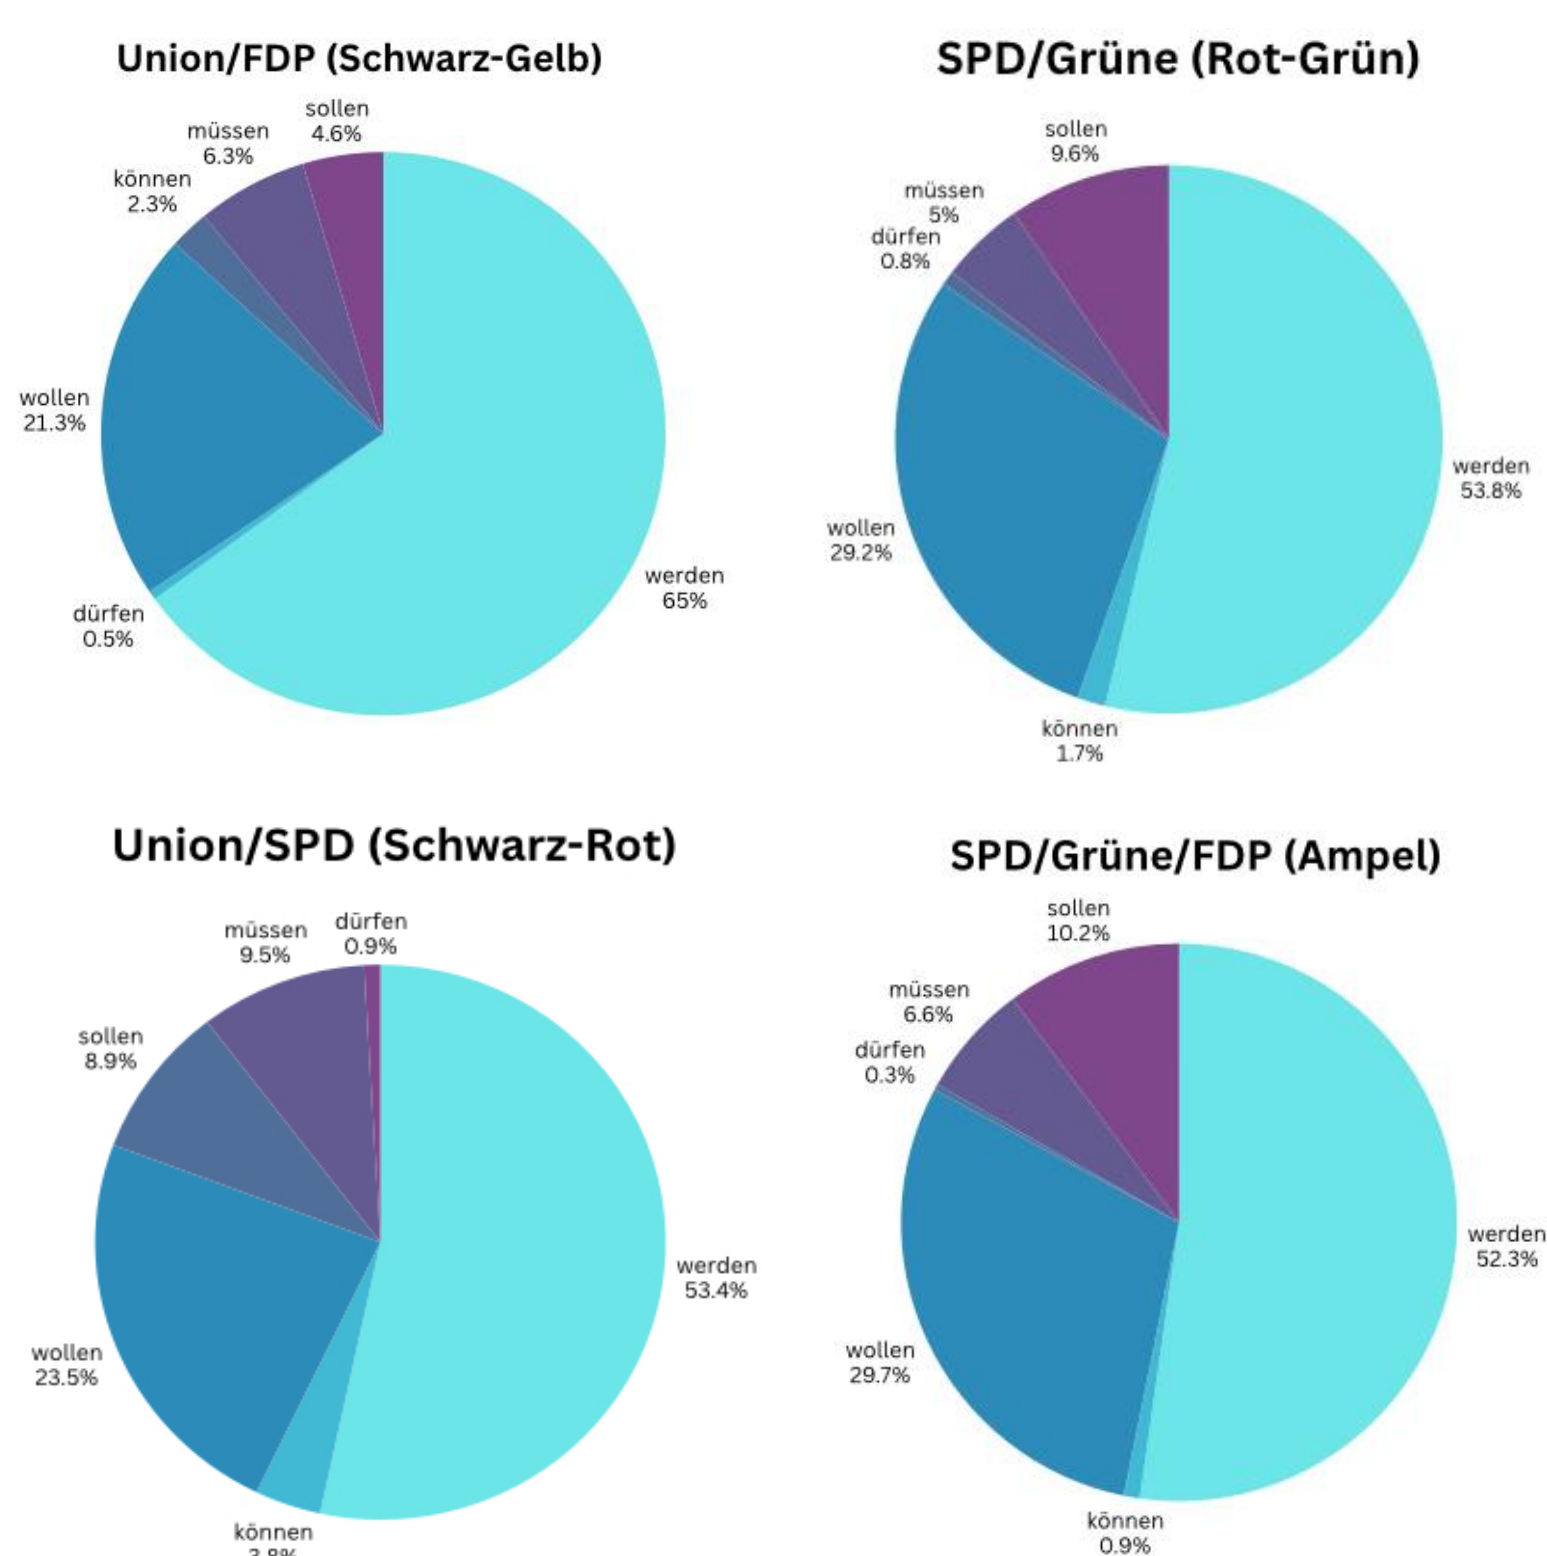 Union/FDP (Schwarz-Gelb)
sollen
4.6%
müssen
6.3%
können
2.3%
wollen
21.3%
dürfen
0.5%
werden
65%
SPD/Grüne (Rot-Grün)
sollen
9.6%
müssen
5%
dürfen
0.8%
wollen
29.2%
werden
53.8%
können
1.7%
Union/SPD (Schwarz-Rot)
müssen
9.5%
dürfen
0.9%
sollen
8.9%
wollen
23.5%
werden
53.4%
können
3.8%
SPD/Grüne/FDP (Ampel)
sollen
10.2%
müssen
6.6%
dürfen
0.3%
wollen
29.7%
werden
52.3%
können
0.9%